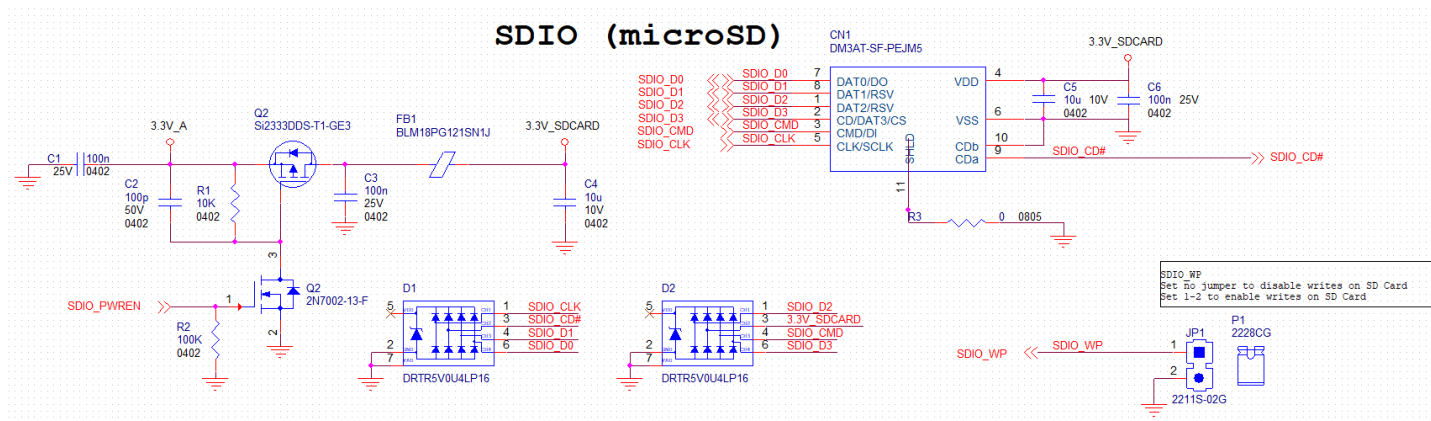 SDIO (microSD)
CN1
DM3AT-SF-PEJM5
3.3V_SDCARD
SDIO_D0
SDIO_D1
SDIO_D2
SDIO_D3
SDIO_CMD
SDIO_CLK
SDIO_D0 7
SDIO_D1 8
SDIO_D2 1
SDIO_D3 2
SDIO_CMD 3
SDIO_CLK 5
DAT0/DO
DAT1/RSV
DAT2/RSV
CD/DAT3/CS
CMD/DI
CLK/SCLK
VDD 4
VSS 6
CDb 10
CDa 9
SHLD
11
SDIO_CD#
SDIO_CD#
C5
10u 10V
0402
C6
100n 25V
0402
R3 0 0805
Q2
Si2333DDS-T1-GE3
FB1
BLM18PG121SN1J
3.3V_A
3.3V_SDCARD
C1 100n
25V 0402
C2
100p
50V
0402
R1
10K
0402
C3
100n
25V
0402
C4
10u
10V
0402
3
Q2
2N7002-13-F
SDIO_PWREN
1
2
R2
100K
0402
D1
5
2
7
1 SDIO_CLK
3 SDIO_CD#
4 SDIO_D1
6 SDIO_D0
DRTR5V0U4LP16
D2
5
2
7
1 SDIO_D2
3 3.3V_SDCARD
4 SDIO_CMD
6 SDIO_D3
DRTR5V0U4LP16
SDIO_WP
Set no jumper to disable writes on SD Card
Set 1-2 to enable writes on SD Card
SDIO_WP
SDIO_WP
JP1
1
2
2211S-02G
P1
2228CG